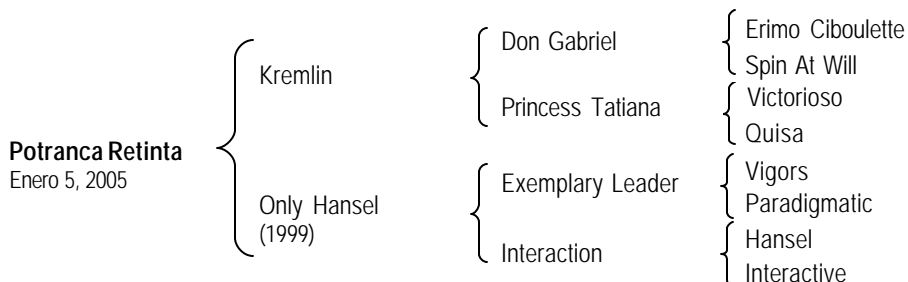 Potranca Retinta
Enero 5, 2005
Kremlin
Only Hansel
(1999)
Don Gabriel
Princess Tatiana
Exemplary Leader
Interaction
Erimo Ciboulette
Spin At Will
Victorioso
Quisa
Vigors
Paradigmatic
Hansel
Interactive